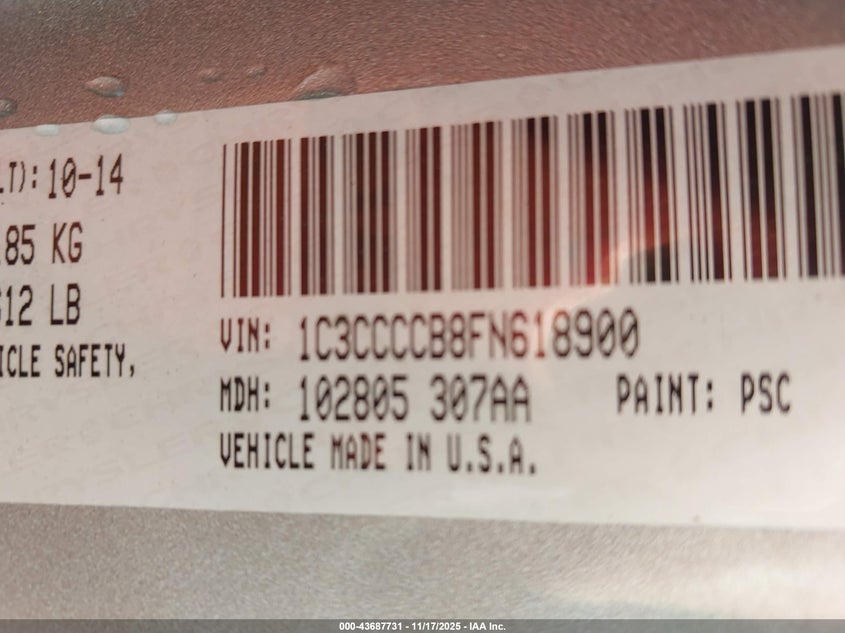 LT): 10-14
85 KG
612 LB
ICLE SAFETY,
VIN: 1C3CCCCB8FN618900
MDH: 102805 307AA PAINT: PSC
VEHICLE MADE IN U.S.A.
000-43687731 - 11/17/2025 - IAA Inc.